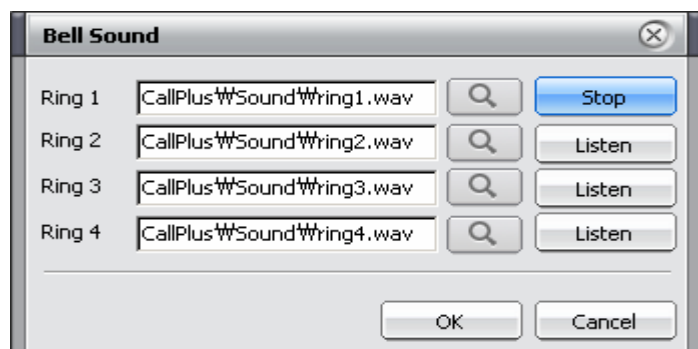 Bell Sound
Ring 1 CallPlus₩Sound₩ring1.wav Stop
Ring 2 CallPlus₩Sound₩ring2.wav Listen
Ring 3 CallPlus₩Sound₩ring3.wav Listen
Ring 4 CallPlus₩Sound₩ring4.wav Listen
OK Cancel